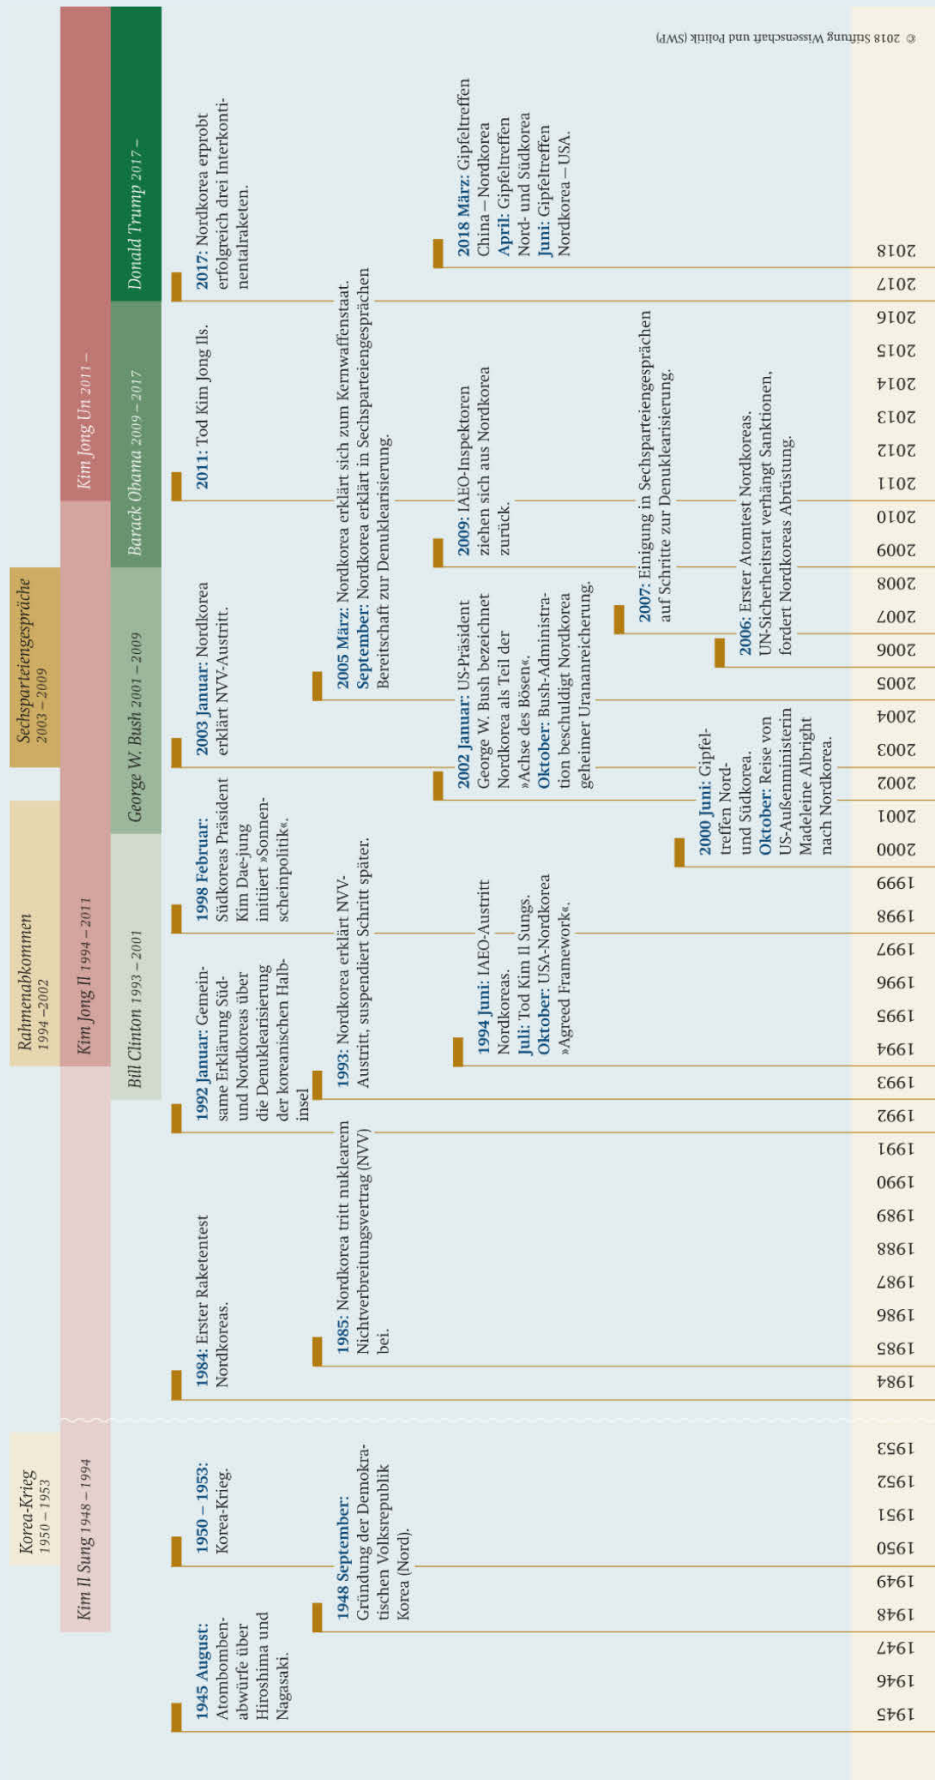 Korea-Krieg
1950 – 1953
Rahmenabkommen
1994 –2002
Sechsparteiengespräche
2003 – 2009
Kim Il Sung 1948 – 1994
Kim Jong Il 1994 – 2011
Kim Jong Un 2011 –
Bill Clinton 1993 – 2001
George W. Bush 2001 – 2009
Barack Obama 2009 – 2017
Donald Trump 2017 –
1945 August:
Atombomben-
abwürfe über
Hiroshima und
Nagasaki.
1948 September:
Gründung der Demokra-
tischen Volksrepublik
Korea (Nord).
1950 – 1953:
Korea-Krieg.
1984: Erster Raketentest
Nordkoreas.
1985: Nordkorea tritt nuklearem
Nichtverbreitungsvertrag (NVV)
bei.
1992 Januar: Gemein-
same Erklärung Süd-
und Nordkoreas über
die Denuklearisierung
der koreanischen Halb-
insel
1993: Nordkorea erklärt NVV-
Austritt, suspendiert Schritt später.
1994 Juni: IAEO-Austritt
Nordkoreas.
Juli: Tod Kim Il Sungs.
Oktober: USA-Nordkorea
»Agreed Framework«.
1998 Februar:
Südkoreas Präsident
Kim Dae-jung
initiiert »Sonnen-
scheinpolitik«.
2000 Juni: Gipfel-
treffen Nord-
und Südkorea.
Oktober: Reise von
US-Außenministerin
Madeleine Albright
nach Nordkorea.
2002 Januar: US-Präsident
George W. Bush bezeichnet
Nordkorea als Teil der
»Achse des Bösen«.
Oktober: Bush-Administra-
tion beschuldigt Nordkorea
geheimer Urananreicherung.
2003 Januar: Nordkorea
erklärt NVV-Austritt.
2005 März: Nordkorea erklärt sich zum Kernwaffenstaat.
September: Nordkorea erklärt in Sechsparteiengesprächen
Bereitschaft zur Denuklearisierung.
2006: Erster Atomtest Nordkoreas.
UN-Sicherheitsrat verhängt Sanktionen,
fordert Nordkoreas Abrüstung.
2007: Einigung in Sechsparteiengesprächen
auf Schritte zur Denuklearisierung.
2009: IAEO-Inspektoren
ziehen sich aus Nordkorea
zurück.
2011: Tod Kim Jong Ils.
2017: Nordkorea erprobt
erfolgreich drei Interkonti-
nentalraketen.
2018 März: Gipfeltreffen
China – Nordkorea
April: Gipfeltreffen
Nord- und Südkorea
Juni: Gipfeltreffen
Nordkorea – USA.
1945
1946
1947
1948
1949
1950
1951
1952
1953
1984
1985
1986
1987
1988
1989
1990
1991
1992
1993
1994
1995
1996
1997
1998
1999
2000
2001
2002
2003
2004
2005
2006
2007
2008
2009
2010
2011
2012
2013
2014
2015
2016
2017
2018
© 2018 Stiftung Wissenschaft und Politik (SWP)